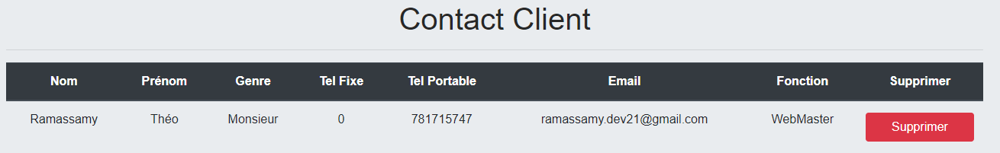 Contact Client
Nom Prénom Genre Tel Fixe Tel Portable Email Fonction Supprimer
Ramassamy Théo Monsieur 0 781715747 ramassamy.dev21@gmail.com WebMaster Supprimer